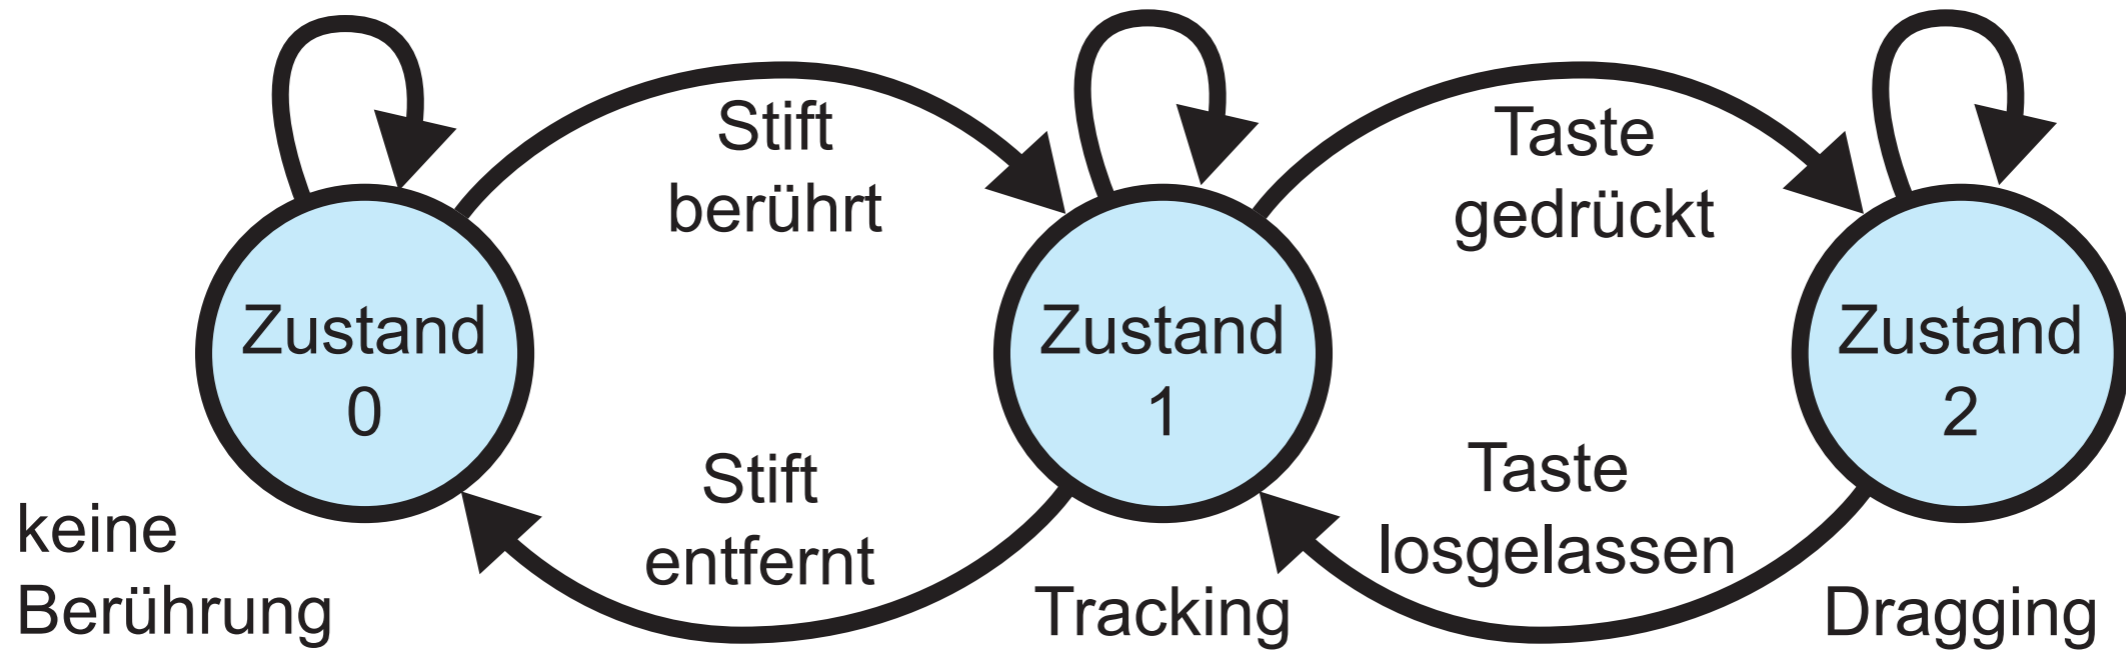 Stift
berührt
Taste
gedrückt
Zustand
0
Zustand
1
Zustand
2
Stift
entfernt
Taste
losgelassen
keine
Berührung
Tracking
Dragging